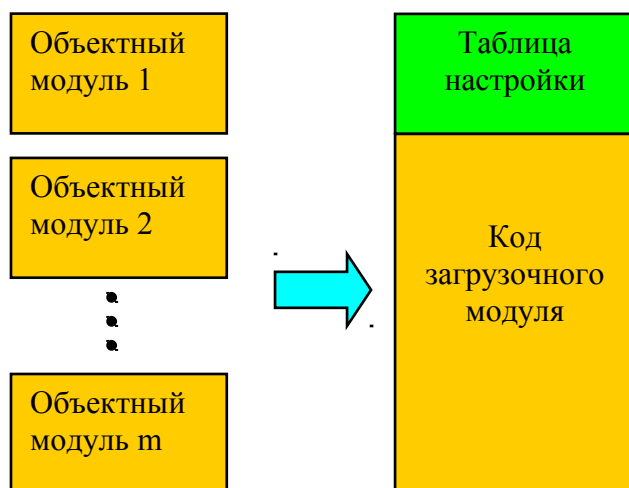 Объектный
модуль 1
Объектный
модуль 2
Объектный
модуль m
Таблица
настройки
Код
загрузочного
модуля